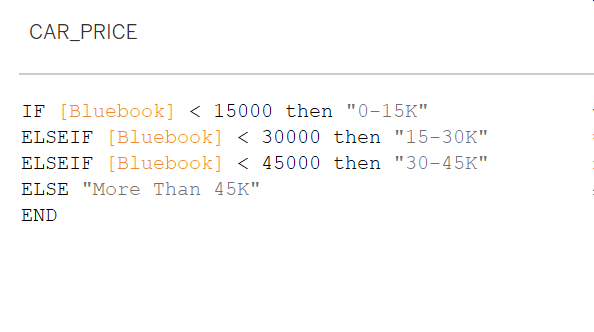 CAR_PRICE
IF [Bluebook] < 15000 then "0-15K"
ELSEIF [Bluebook] < 30000 then "15-30K"
ELSEIF [Bluebook] < 45000 then "30-45K"
ELSE "More Than 45K"
END